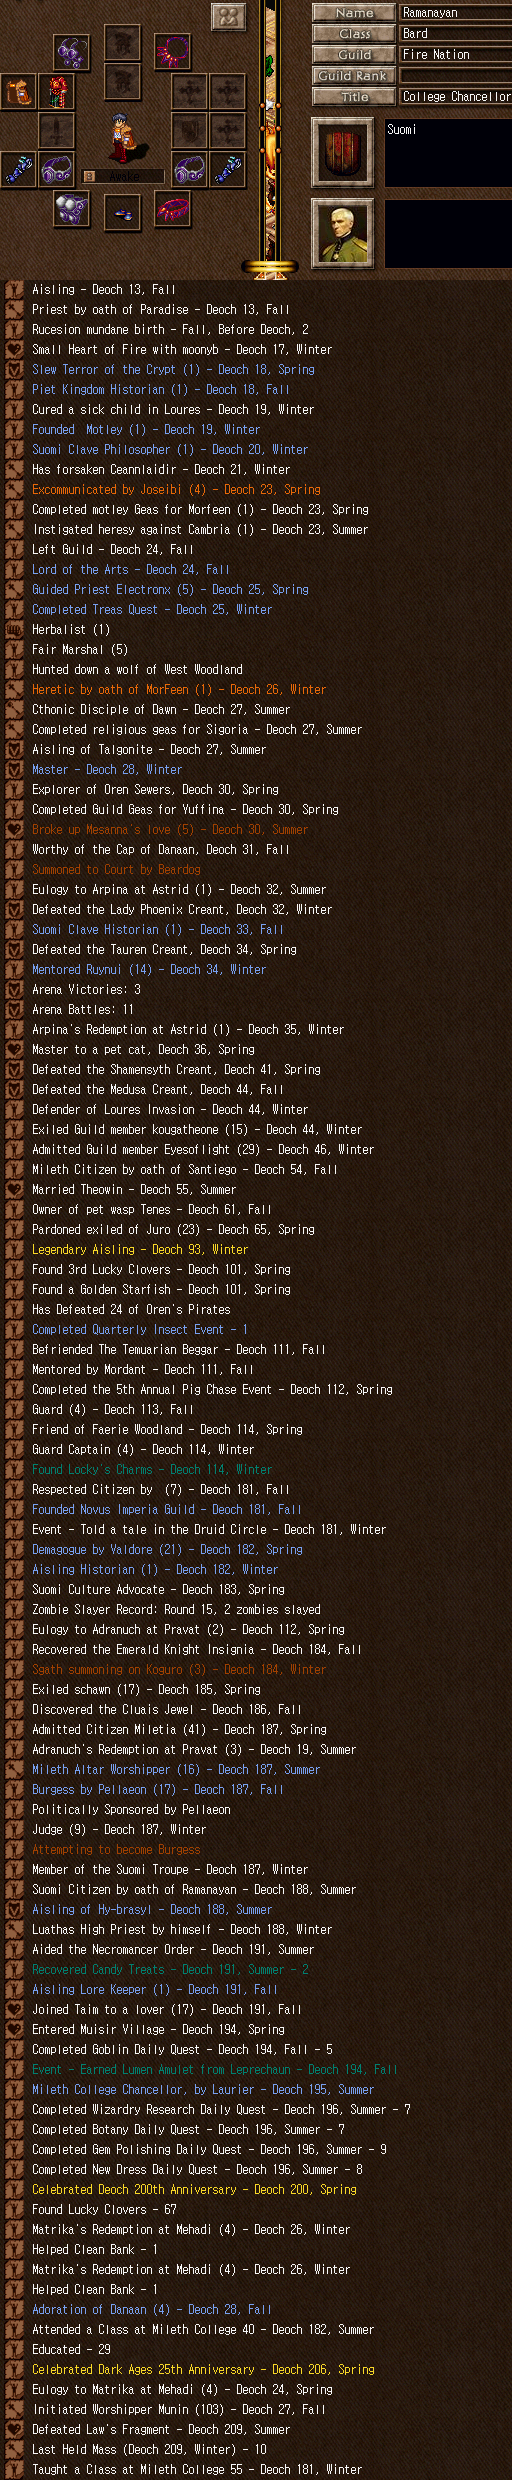 Name
Ramanayan
Class
Bard
Guild
Fire Nation
Guild Rank
Title
College Chancellor
Suomi
8 Awake
Aisling - Deoch 13, Fall
Priest by oath of Paradise - Deoch 13, Fall
Rucesion mundane birth - Fall, Before Deoch, 2
Small Heart of Fire with moonyb - Deoch 17, Winter
Slew Terror of the Crypt (1) - Deoch 18, Spring
Piet Kingdom Historian (1) - Deoch 18, Fall
Cured a sick child in Loures - Deoch 19, Winter
Founded  Motley (1) - Deoch 19, Winter
Suomi Clave Philosopher (1) - Deoch 20, Winter
Has forsaken Ceannlaidir - Deoch 21, Winter
Excommunicated by Joseibi (4) - Deoch 23, Spring
Completed motley Geas for Morfeen (1) - Deoch 23, Spring
Instigated heresy against Cambria (1) - Deoch 23, Summer
Left Guild - Deoch 24, Fall
Lord of the Arts - Deoch 24, Fall
Guided Priest Electronx (5) - Deoch 25, Spring
Completed Treas Quest - Deoch 25, Winter
Herbalist (1)
Fair Marshal (5)
Hunted down a wolf of West Woodland
Heretic by oath of MorFeen (1) - Deoch 26, Winter
Cthonic Disciple of Dawn - Deoch 27, Summer
Completed religious geas for Sigoria - Deoch 27, Summer
Aisling of Talgonite - Deoch 27, Summer
Master - Deoch 28, Winter
Explorer of Oren Sewers, Deoch 30, Spring
Completed Guild Geas for Yuffina - Deoch 30, Spring
Broke up Mesanna's love (5) - Deoch 30, Summer
Worthy of the Cap of Danaan, Deoch 31, Fall
Summoned to Court by Beardog
Eulogy to Arpina at Astrid (1) - Deoch 32, Summer
Defeated the Lady Phoenix Creant, Deoch 32, Winter
Suomi Clave Historian (1) - Deoch 33, Fall
Defeated the Tauren Creant, Deoch 34, Spring
Mentored Ruynui (14) - Deoch 34, Winter
Arena Victories: 3
Arena Battles: 11
Arpina's Redemption at Astrid (1) - Deoch 35, Winter
Master to a pet cat, Deoch 36, Spring
Defeated the Shamensyth Creant, Deoch 41, Spring
Defeated the Medusa Creant, Deoch 44, Fall
Defender of Loures Invasion - Deoch 44, Winter
Exiled Guild member kougatheone (15) - Deoch 44, Winter
Admitted Guild member Eyesoflight (29) - Deoch 46, Winter
Mileth Citizen by oath of Santiego - Deoch 54, Fall
Married Theowin - Deoch 55, Summer
Owner of pet wasp Tenes - Deoch 61, Fall
Pardoned exiled of Juro (23) - Deoch 65, Spring
Legendary Aisling - Deoch 93, Winter
Found 3rd Lucky Clovers - Deoch 101, Spring
Found a Golden Starfish - Deoch 101, Spring
Has Defeated 24 of Oren's Pirates
Completed Quarterly Insect Event - 1
Befriended The Temuarian Beggar - Deoch 111, Fall
Mentored by Mordant - Deoch 111, Fall
Completed the 5th Annual Pig Chase Event - Deoch 112, Spring
Guard (4) - Deoch 113, Fall
Friend of Faerie Woodland - Deoch 114, Spring
Guard Captain (4) - Deoch 114, Winter
Found Locky's Charms - Deoch 114, Winter
Respected Citizen by  (7) - Deoch 181, Fall
Founded Novus Imperia Guild - Deoch 181, Fall
Event - Told a tale in the Druid Circle - Deoch 181, Winter
Demagogue by Valdore (21) - Deoch 182, Spring
Aisling Historian (1) - Deoch 182, Winter
Suomi Culture Advocate - Deoch 183, Spring
Zombie Slayer Record: Round 15, 2 zombies slayed
Eulogy to Adranuch at Pravat (2) - Deoch 112, Spring
Recovered the Emerald Knight Insignia - Deoch 184, Fall
Sgath summoning on Koguro (3) - Deoch 184, Winter
Exiled schawn (17) - Deoch 185, Spring
Discovered the Cluais Jewel - Deoch 186, Fall
Admitted Citizen Miletia (41) - Deoch 187, Spring
Adranuch's Redemption at Pravat (3) - Deoch 19, Summer
Mileth Altar Worshipper (16) - Deoch 187, Summer
Burgess by Pellaeon (17) - Deoch 187, Fall
Politically Sponsored by Pellaeon
Judge (9) - Deoch 187, Winter
Attempting to become Burgess
Member of the Suomi Troupe - Deoch 187, Winter
Suomi Citizen by oath of Ramanayan - Deoch 188, Summer
Aisling of Hy-brasyl - Deoch 188, Summer
Luathas High Priest by himself - Deoch 188, Winter
Aided the Necromancer Order - Deoch 191, Summer
Recovered Candy Treats - Deoch 191, Summer - 2
Aisling Lore Keeper (1) - Deoch 191, Fall
Joined Taim to a lover (17) - Deoch 191, Fall
Entered Muisir Village - Deoch 194, Spring
Completed Goblin Daily Quest - Deoch 194, Fall - 5
Event - Earned Lumen Amulet from Leprechaun - Deoch 194, Fall
Mileth College Chancellor, by Laurier - Deoch 195, Summer
Completed Wizardry Research Daily Quest - Deoch 196, Summer - 7
Completed Botany Daily Quest - Deoch 196, Summer - 7
Completed Gem Polishing Daily Quest - Deoch 196, Summer - 9
Completed New Dress Daily Quest - Deoch 196, Summer - 8
Celebrated Deoch 200th Anniversary - Deoch 200, Spring
Found Lucky Clovers - 67
Matrika's Redemption at Mehadi (4) - Deoch 26, Winter
Helped Clean Bank - 1
Matrika's Redemption at Mehadi (4) - Deoch 26, Winter
Helped Clean Bank - 1
Adoration of Danaan (4) - Deoch 28, Fall
Attended a Class at Mileth College 40 - Deoch 182, Summer
Educated - 29
Celebrated Dark Ages 25th Anniversary - Deoch 206, Spring
Eulogy to Matrika at Mehadi (4) - Deoch 24, Spring
Initiated Worshipper Munin (103) - Deoch 27, Fall
Defeated Law's Fragment - Deoch 209, Summer
Last Held Mass (Deoch 209, Winter) - 10
Taught a Class at Mileth College 55 - Deoch 181, Winter